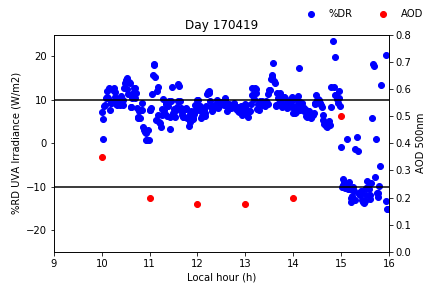 %DR AOD
Day 170419
%RD UVA Irradiance (W/m2)
20
10
0
−10
−20
0.8
0.7
0.6
0.5
0.4
0.3
0.2
0.1
0.0
AOD 500nm
9 10 11 12 13 14 15 16
Local hour (h)